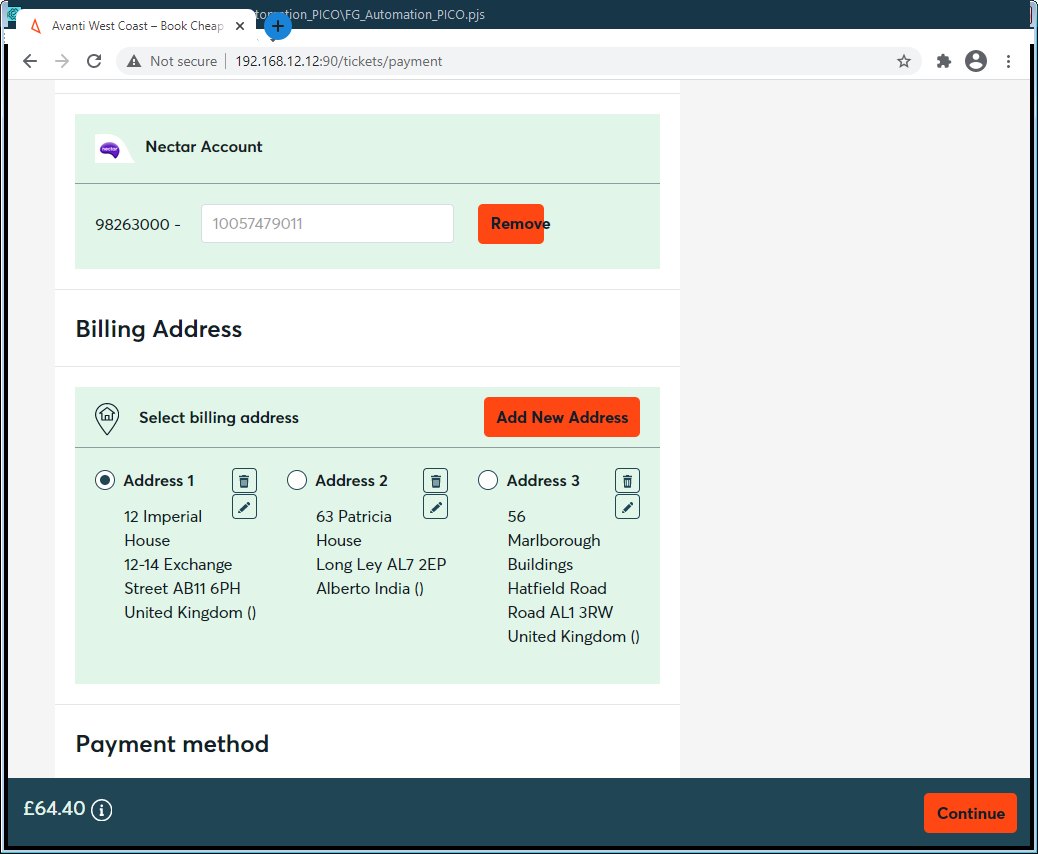 tomation_PICO\FG_Automation_PICO.pjs
Avanti West Coast – Book Cheap
Not secure
192.168.12.12:90/tickets/payment
nectar
Nectar Account
98263000 -
10057479011
Remove
Billing Address
Select billing address
Add New Address
Address 1
12 Imperial
House
12-14 Exchange
Street AB11 6PH
United Kingdom ()
Address 2
63 Patricia
House
Long Ley AL7 2EP
Alberto India ()
Address 3
56
Marlborough
Buildings
Hatfield Road
Road AL1 3RW
United Kingdom ()
Payment method
£64.40
Continue